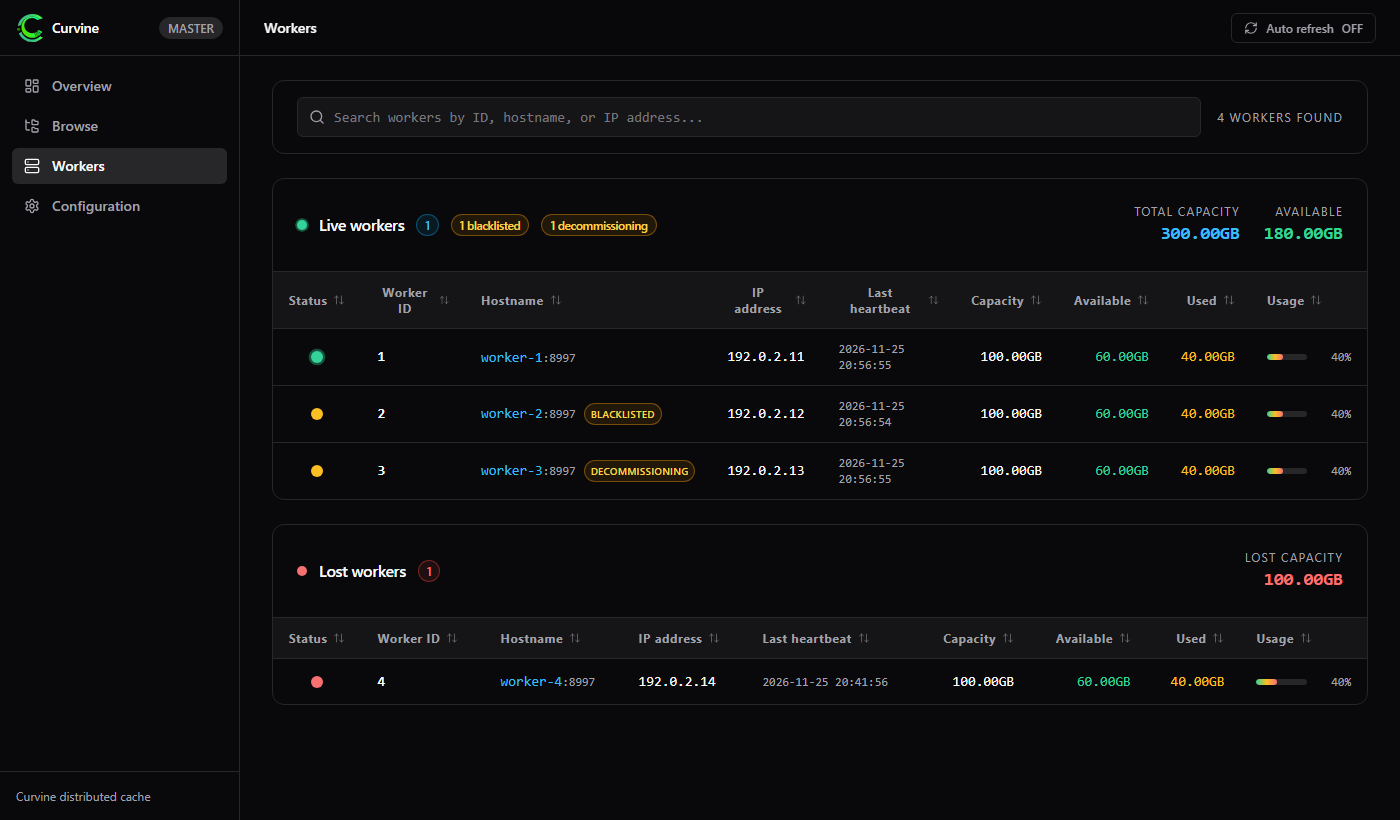 Curvine
MASTER
Workers
Auto refresh OFF
Overview
Browse
Workers
Configuration
Search workers by ID, hostname, or IP address...
4 WORKERS FOUND
Live workers 1 1 blacklisted 1 decommissioning
TOTAL CAPACITY AVAILABLE
300.00GB 180.00GB
Status Worker ID Hostname IP address Last heartbeat Capacity Available Used Usage
1 worker-1:8997 192.0.2.11 2026-11-25 20:56:55 100.00GB 60.00GB 40.00GB 40%
2 worker-2:8997 BLACKLISTED 192.0.2.12 2026-11-25 20:56:54 100.00GB 60.00GB 40.00GB 40%
3 worker-3:8997 DECOMMISSIONING 192.0.2.13 2026-11-25 20:56:55 100.00GB 60.00GB 40.00GB 40%
Lost workers 1
LOST CAPACITY
100.00GB
Status Worker ID Hostname IP address Last heartbeat Capacity Available Used Usage
4 worker-4:8997 192.0.2.14 2026-11-25 20:41:56 100.00GB 60.00GB 40.00GB 40%
Curvine distributed cache